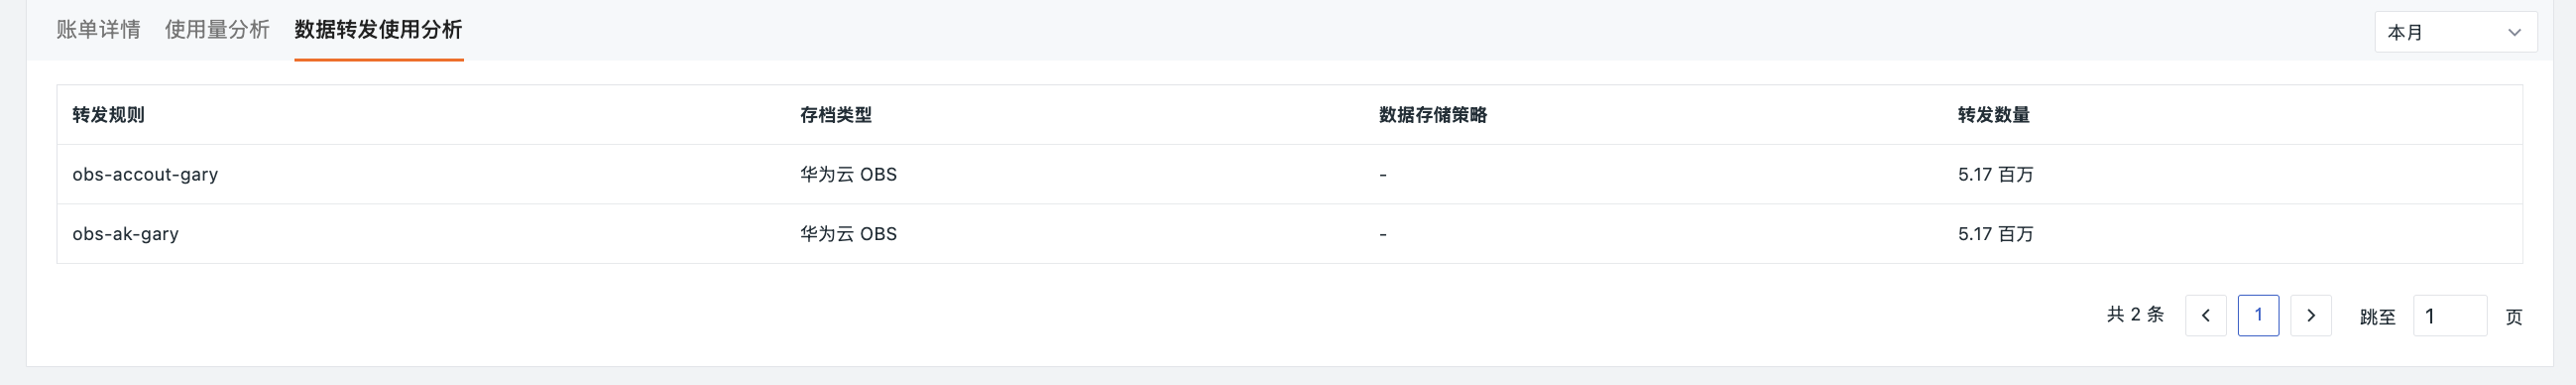 账单详情 使用量分析 数据转发使用分析 本月
转发规则 存档类型 数据存储策略 转发数量
obs-accout-gary 华为云 OBS - 5.17 百万
obs-ak-gary 华为云 OBS - 5.17 百万
共 2 条 1 跳至 1 页